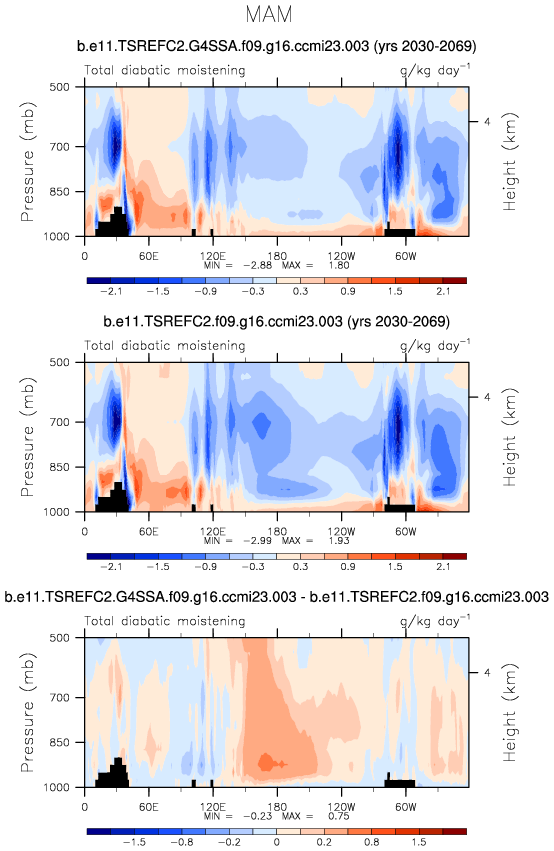 MAM
b.e11.TSREFC2.G4SSA.f09.g16.ccmi23.003 (yrs 2030-2069)
Total diabatic moistening g/kg day⁻¹
500
700
850
1000
Pressure (mb)
4
Height (km)
0 60E 120E 180 120W 60W
MIN = -2.88 MAX = 1.80
-2.1 -1.5 -0.9 -0.3 0.3 0.9 1.5 2.1
b.e11.TSREFC2.f09.g16.ccmi23.003 (yrs 2030-2069)
Total diabatic moistening g/kg day⁻¹
500
700
850
1000
Pressure (mb)
4
Height (km)
0 60E 120E 180 120W 60W
MIN = -2.99 MAX = 1.93
-2.1 -1.5 -0.9 -0.3 0.3 0.9 1.5 2.1
b.e11.TSREFC2.G4SSA.f09.g16.ccmi23.003 - b.e11.TSREFC2.f09.g16.ccmi23.003
Total diabatic moistening g/kg day⁻¹
500
700
850
1000
Pressure (mb)
4
Height (km)
0 60E 120E 180 120W 60W
MIN = -0.23 MAX = 0.75
-1.5 -0.8 -0.2 0 0.2 0.8 1.5